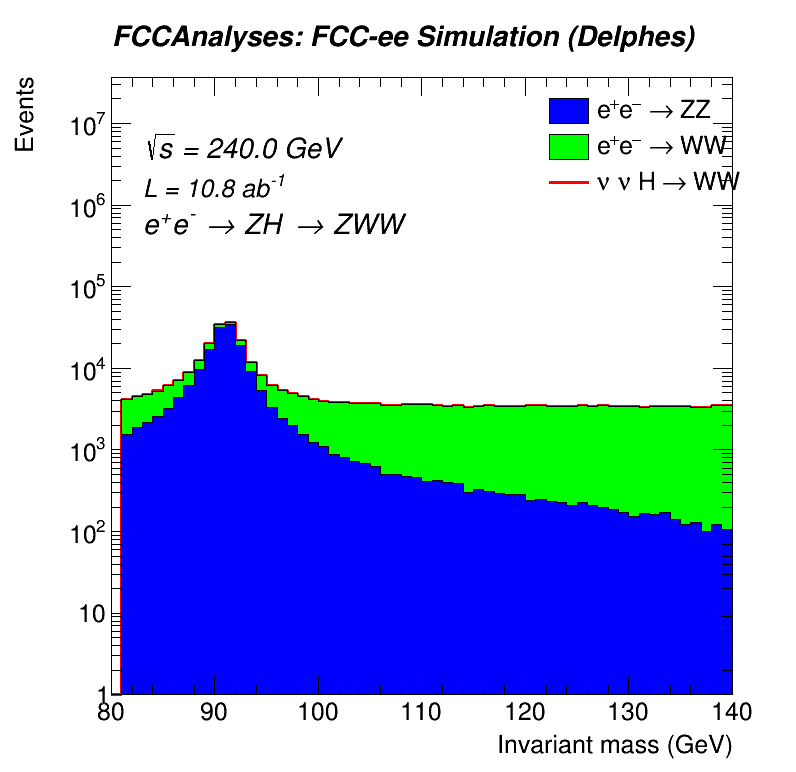 FCCAnalyses: FCC-ee Simulation (Delphes)
Events
√s = 240.0 GeV
L = 10.8 ab⁻¹
e⁺e⁻ → ZH → ZWW
e⁺e⁻ → ZZ
e⁺e⁻ → WW
ν ν H → WW
10⁷
10⁶
10⁵
10⁴
10³
10²
10
1
80 90 100 110 120 130 140
Invariant mass (GeV)